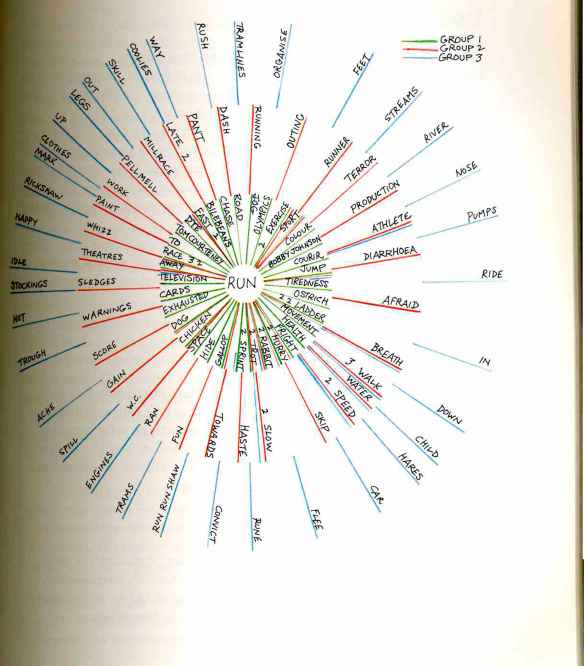 GROUP 1
GROUP 2
GROUP 3
RUN
JOG
OLYMPICS
2 EXERCISE
SPORT
COLOUR
BOBBY JOHNSON
JUMP
TIREDNESS
OSTRICH
2 LADDER
2 MOVEMENT
HEALTH
HURRY
2 RABBIT
2 TROT
2 SPRINT
GALLOP
HIDE
SPACE
CHICKEN
DOG
EXHAUSTED
CARDS
TELEVISION
AWAY
RACE 3 2
TO
TOM COURTENEY
FAST
BILEBEANS
CHASE
ROAD
RUNNING
OUTING
RUNNER
TERROR
PRODUCTION
ATHLETE
DIARRHOEA
AFRAID
BREATH
3 WALK
WATER
2 SPEED
SKIP
2 SLOW
HASTE
TOWARDS
FUN
RAN
W.C.
GAIN
SCORE
WARNINGS
SLEDGES
THEATRES
WHIZZ
PAINT
WORK
PELLMELL
MILLRACE
LATE 2
PANT
DASH
TRAMLINES
ORGANISE
FEET
STREAMS
RIVER
NOSE
PUMPS
RIDE
IN
DOWN
CHILD
HARES
CAR
FLEE
RUNE
CONVICT
RUN RUN SHAW
TRAMS
ENGINES
SPILL
ACHE
TROUGH
HOT
STOCKINGS
IDLE
HAPPY
RICKSHAW
MARK
CLOTHES
UP
LEGS
OUT
SKILL
COOLIES
WAY
RUSH